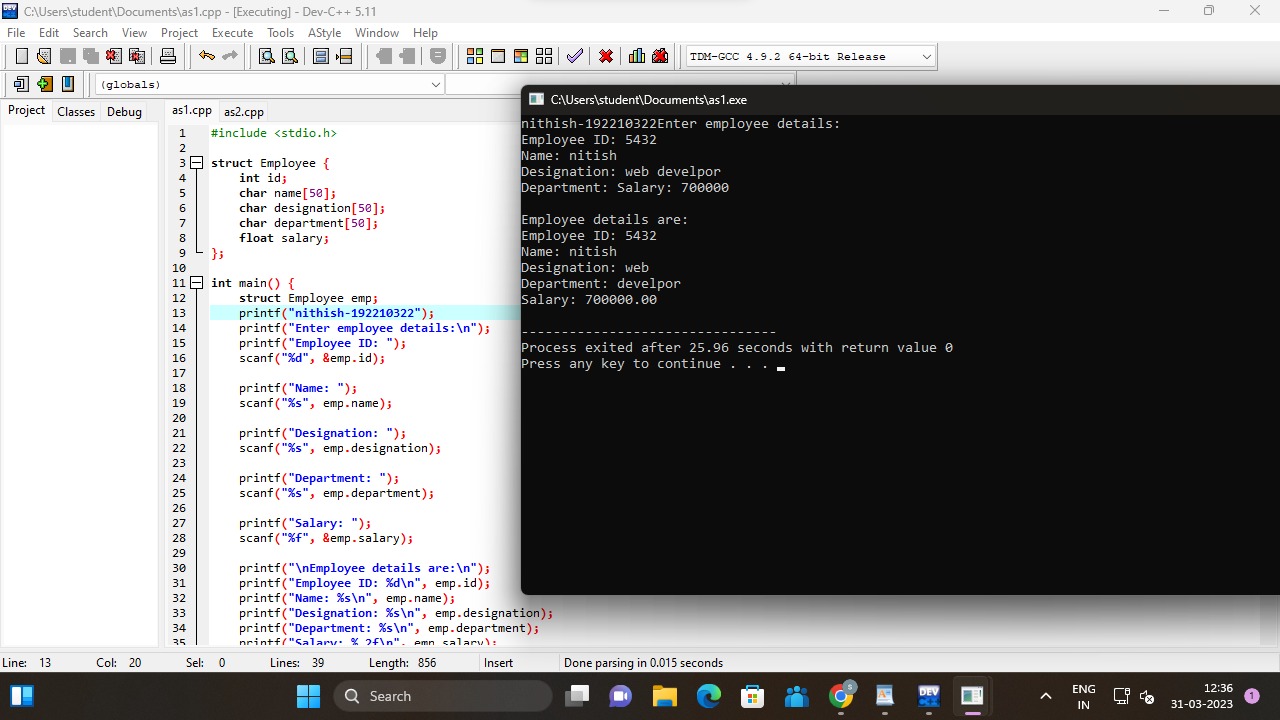 C:\Users\student\Documents\as1.cpp - [Executing] - Dev-C++ 5.11
File Edit Search View Project Execute Tools AStyle Window Help
TDM-GCC 4.9.2 64-bit Release
(globals)
Project Classes Debug
as1.cpp as2.cpp
1 #include <stdio.h>
2
3 struct Employee {
4 int id;
5 char name[50];
6 char designation[50];
7 char department[50];
8 float salary;
9 };
10
11 int main() {
12 struct Employee emp;
13 printf("nithish-192210322");
14 printf("Enter employee details:\n");
15 printf("Employee ID: ");
16 scanf("%d", &emp.id);
17
18 printf("Name: ");
19 scanf("%s", emp.name);
20
21 printf("Designation: ");
22 scanf("%s", emp.designation);
23
24 printf("Department: ");
25 scanf("%s", emp.department);
26
27 printf("Salary: ");
28 scanf("%f", &emp.salary);
29
30 printf("\nEmployee details are:\n");
31 printf("Employee ID: %d\n", emp.id);
32 printf("Name: %s\n", emp.name);
33 printf("Designation: %s\n", emp.designation);
34 printf("Department: %s\n", emp.department);
35 printf("Salary: %.2f\n", emp.salary);
C:\Users\student\Documents\as1.exe
nithish-192210322Enter employee details:
Employee ID: 5432
Name: nitish
Designation: web develpor
Department: Salary: 700000
Employee details are:
Employee ID: 5432
Name: nitish
Designation: web
Department: develpor
Salary: 700000.00
--------------------------------
Process exited after 25.96 seconds with return value 0
Press any key to continue . . .
Line: 13 Col: 20 Sel: 0 Lines: 39 Length: 856 Insert Done parsing in 0.015 seconds
Search
DEV
S
ENG
IN
12:36
31-03-2023
1